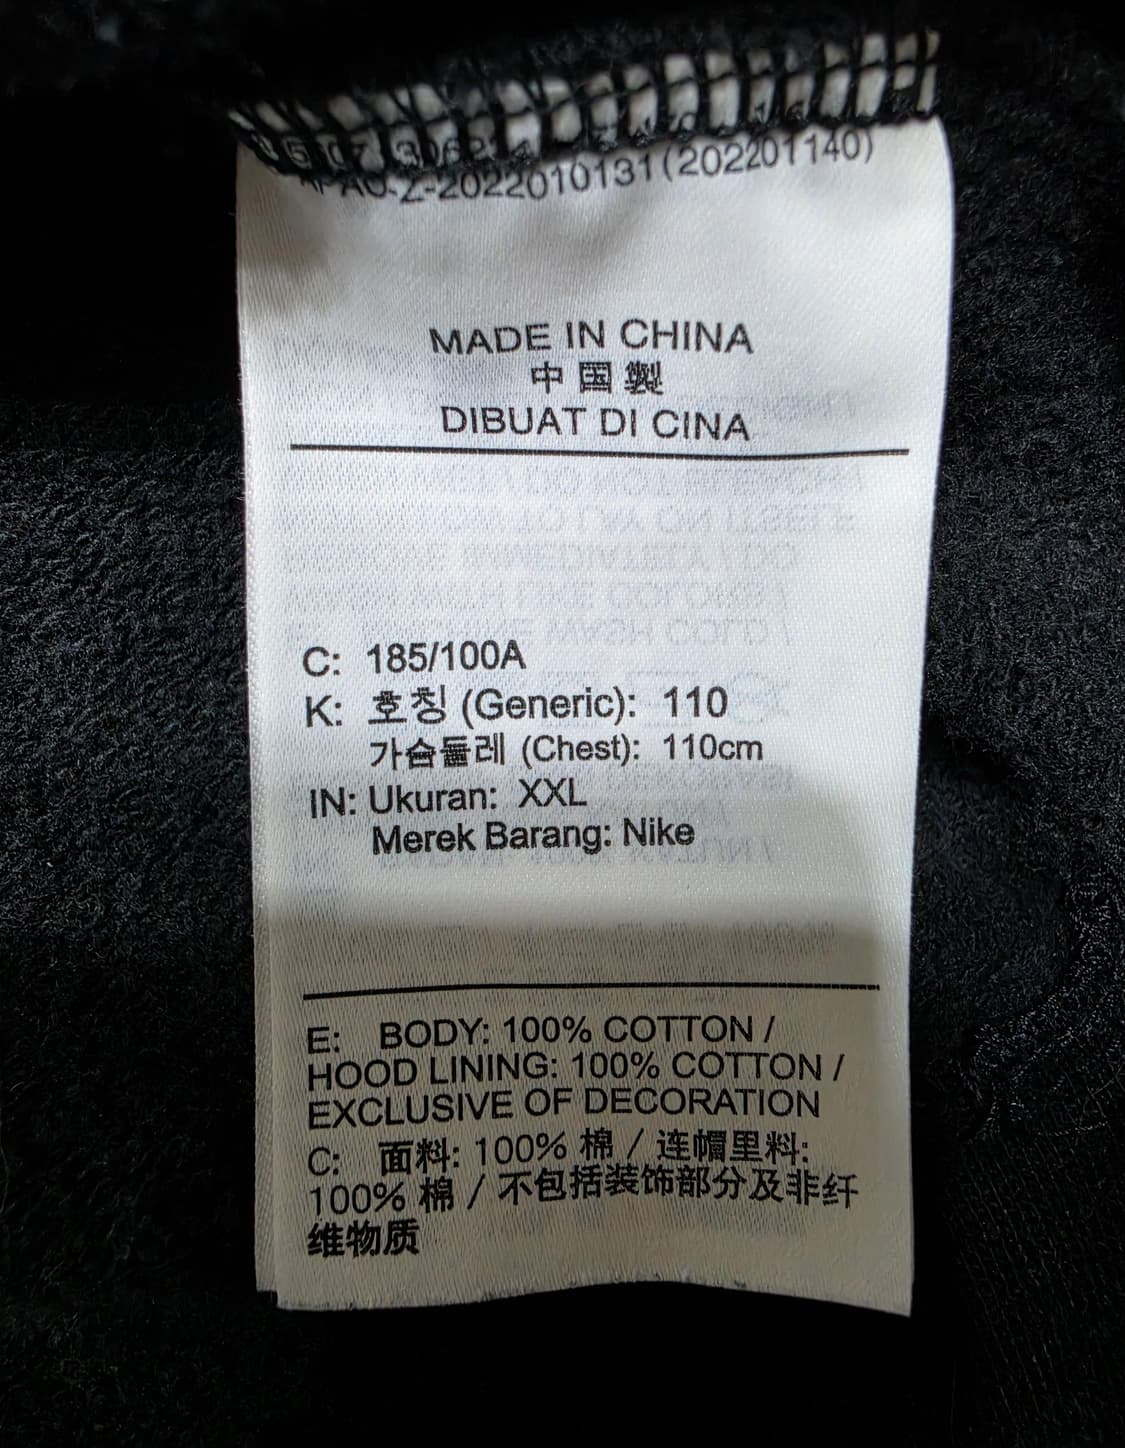 Z-2022010131(202201140)
MADE IN CHINA
中国製
DIBUAT DI CINA
C: 185/100A
K: 호칭 (Generic): 110
가슴둘레 (Chest): 110cm
IN: Ukuran: XXL
Merek Barang: Nike
E: BODY: 100% COTTON /
HOOD LINING: 100% COTTON /
EXCLUSIVE OF DECORATION
C: 面料: 100% 棉 / 连帽里料:
100% 棉 / 不包括装饰部分及非纤
维物质